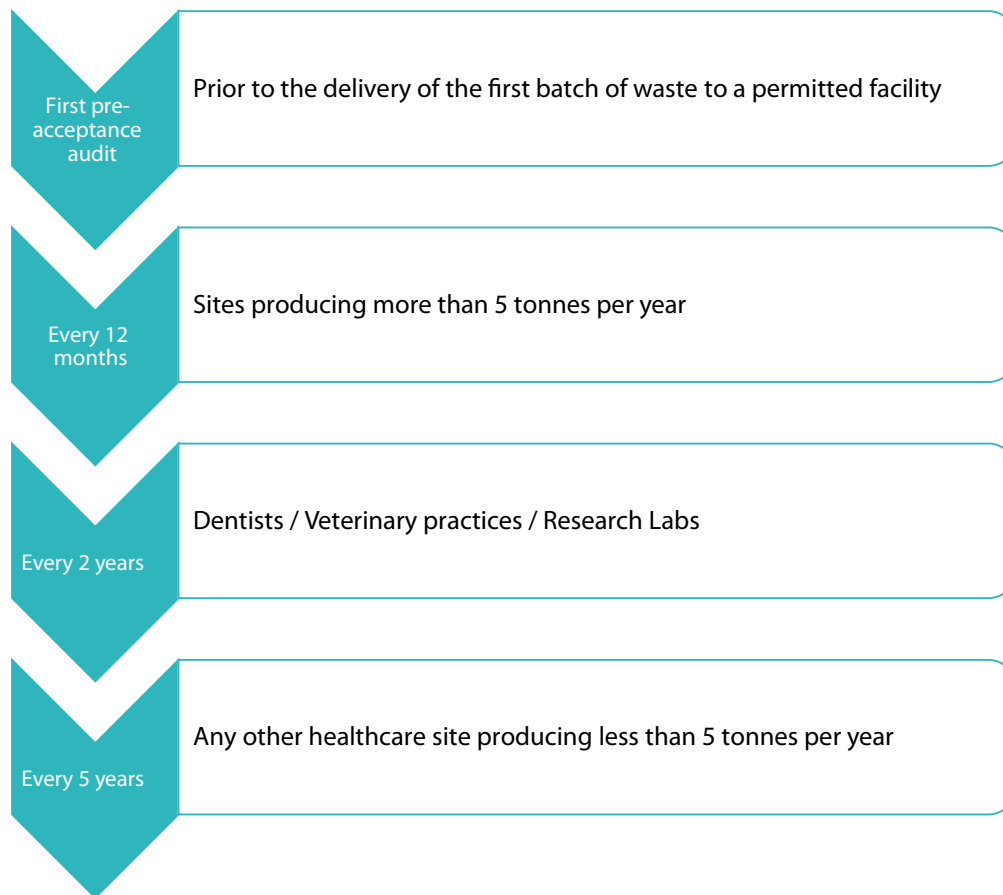 First pre-
acceptance
audit
Prior to the delivery of the first batch of waste to a permitted facility
Every 12
months
Sites producing more than 5 tonnes per year
Every 2 years
Dentists / Veterinary practices / Research Labs
Every 5 years
Any other healthcare site producing less than 5 tonnes per year